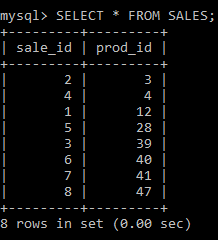 mysql> SELECT * FROM SALES;
+---------+---------+
| sale_id | prod_id |
+---------+---------+
|       2 |       3 |
|       4 |       4 |
|       1 |      12 |
|       5 |      28 |
|       3 |      39 |
|       6 |      40 |
|       7 |      41 |
|       8 |      47 |
+---------+---------+
8 rows in set (0.00 sec)